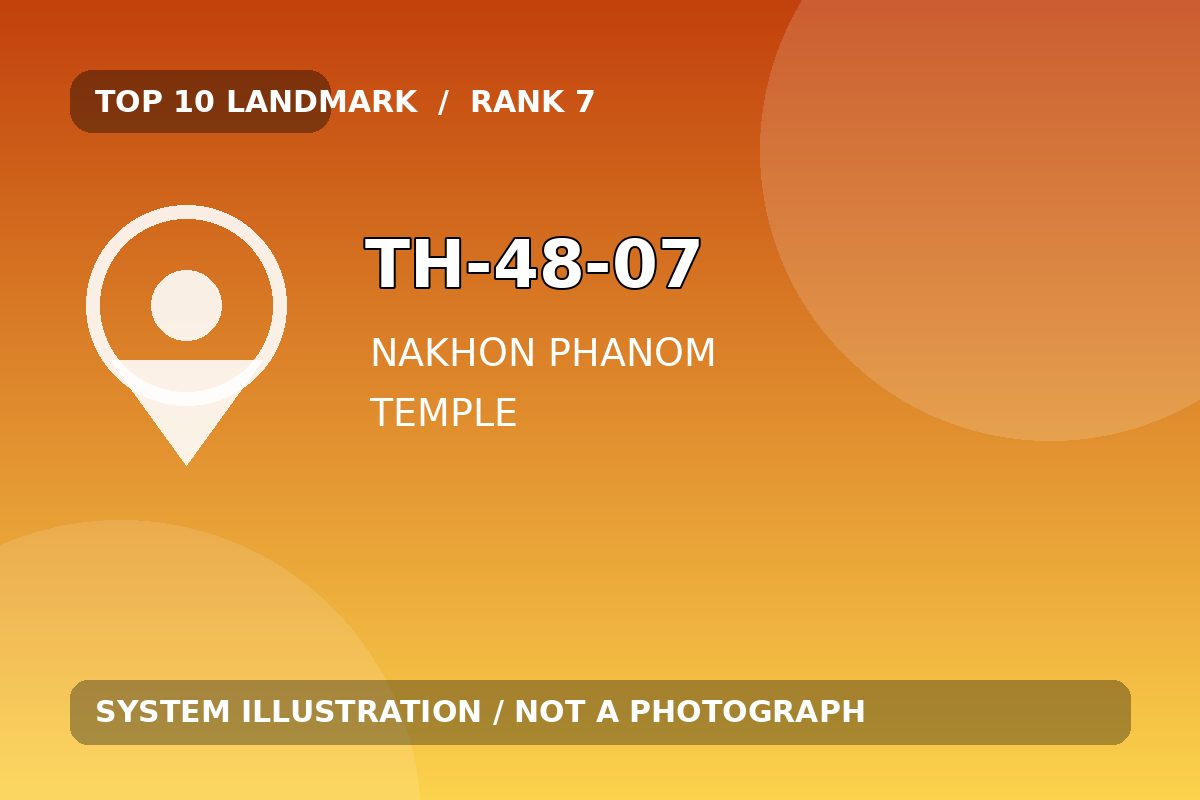 TOP 10 LANDMARK / RANK 7
TH-48-07
NAKHON PHANOM
TEMPLE
SYSTEM ILLUSTRATION / NOT A PHOTOGRAPH